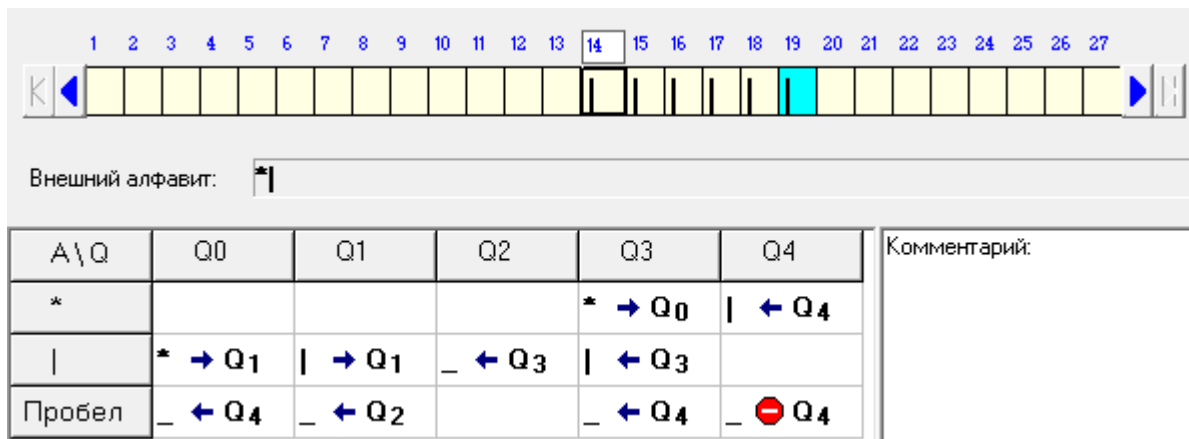 1 2 3 4 5 6 7 8 9 10 11 12 13 14 15 16 17 18 19 20 21 22 23 24 25 26 27
| | | | | |
Внешний алфавит: *|
A\Q Q0 Q1 Q2 Q3 Q4 Комментарий:
* * → Q0 | ← Q4
| * → Q1 | → Q1 _ ← Q3 | ← Q3
Пробел _ ← Q4 _ ← Q2 _ ← Q4 _ Q4